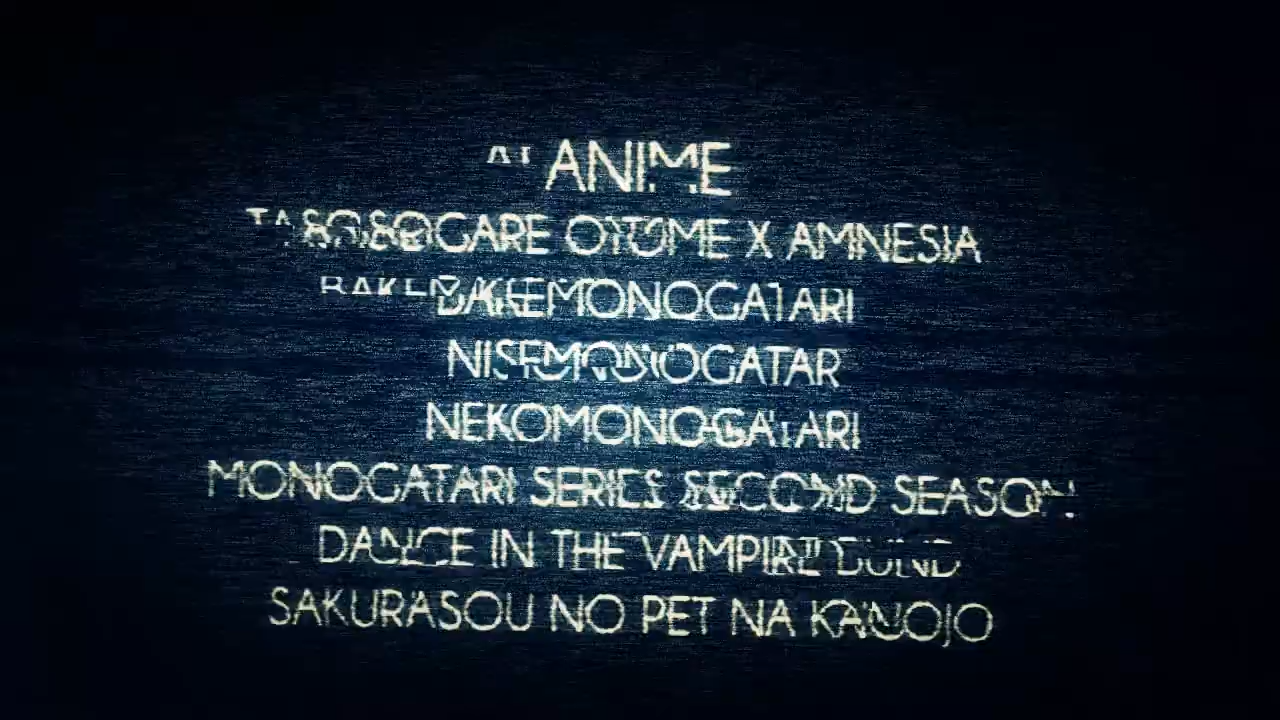 ANIME
TASOGARE OTOME X AMNESIA
BAKEMONOGATARI
NISEMONOGATARI
NEKOMONOGATARI
MONOGATARI SERIES SECOND SEASON
DANCE IN THE VAMPIRE BUND
SAKURASOU NO PET NA KANOJO